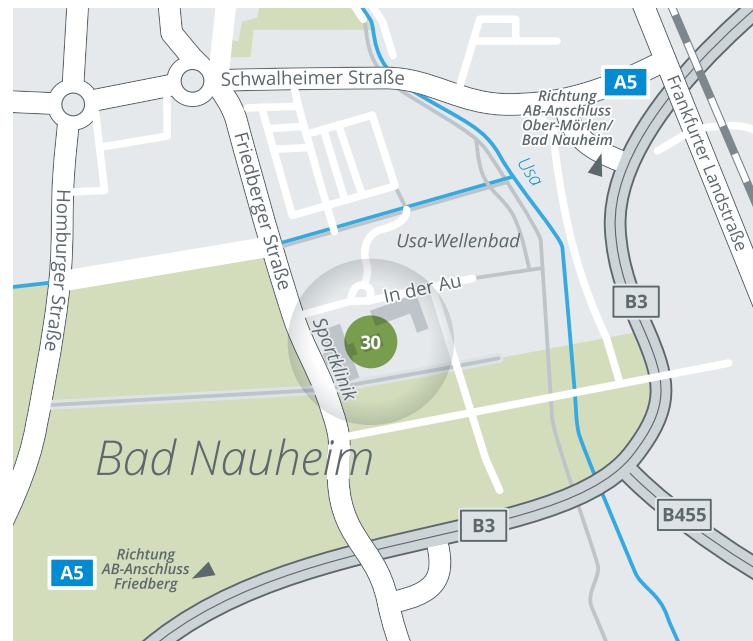 Schwalheimer Straße
A5
Richtung
AB-Anschluss
Ober-Mörlen/
Bad Nauheim
Frankfurter Landstraße
Friedberger Straße
Usa
Homburger Straße
Usa-Wellenbad
In der Au
B3
Sportklinik
30
Bad Nauheim
B3
B455
A5
Richtung
AB-Anschluss
Friedberg